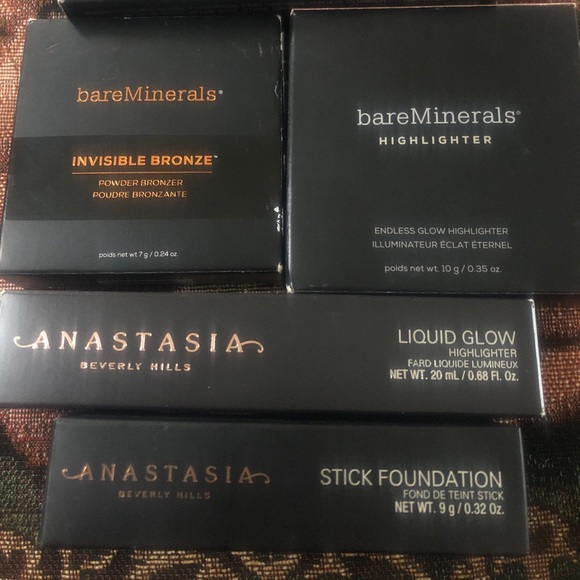 bareMinerals®
INVISIBLE BRONZE™
POWDER BRONZER
POUDRE BRONZANTE
poids net wt 7 g / 0.24 oz.
bareMinerals®
HIGHLIGHTER
ENDLESS GLOW HIGHLIGHTER
ILLUMINATEUR ÉCLAT ÉTERNEL
poids net wt. 10 g / 0.35 oz.
ANASTASIA
BEVERLY HILLS
LIQUID GLOW
HIGHLIGHTER
FARD LIQUIDE LUMINEUX
NET WT. 20 mL / 0.68 Fl. Oz.
ANASTASIA
BEVERLY HILLS
STICK FOUNDATION
FOND DE TEINT STICK
NET WT. 9 g / 0.32 Oz.